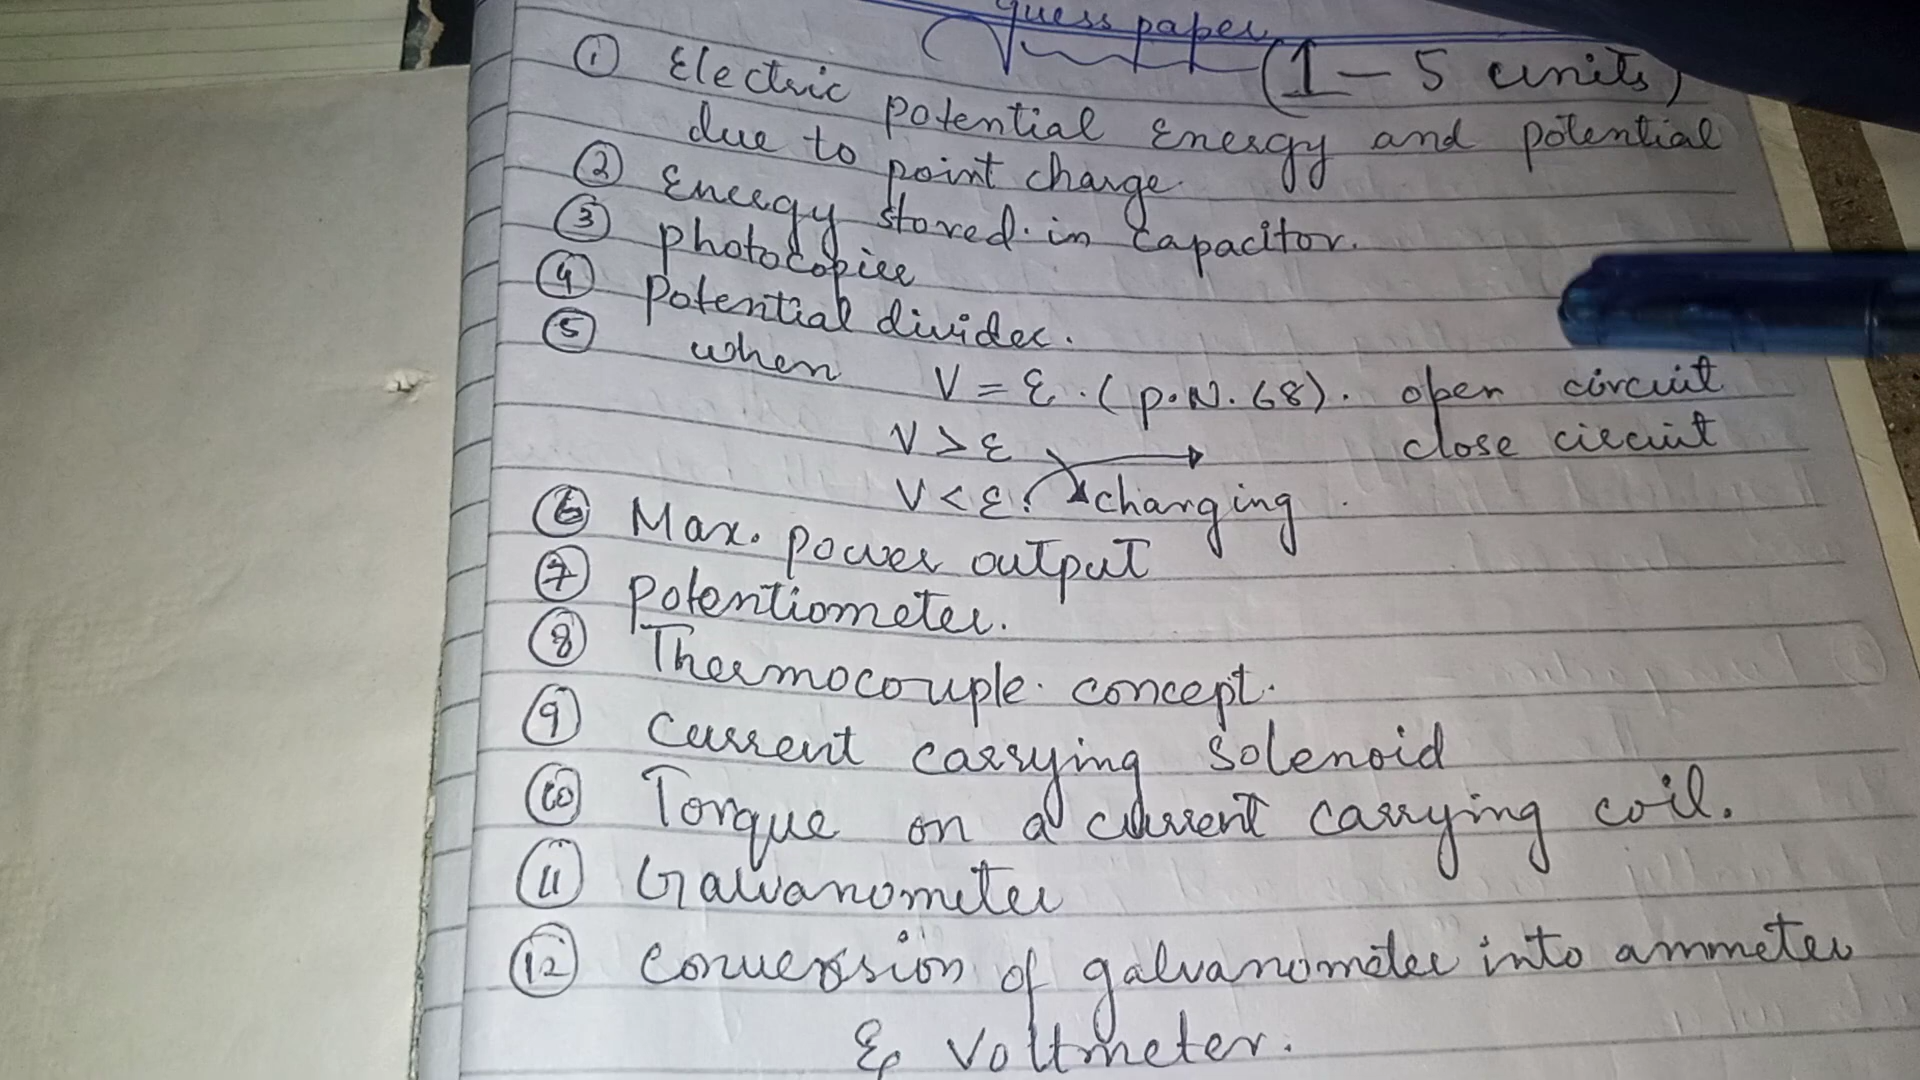 guess paper
(1 - 5 units)
① Electric potential Energy and potential
due to point charge.
② Energy stored in capacitor.
③ photocopier
④ Potential divider.
⑤ when V = ε. (P.N. 68). open circuit
V > ε close circuit
V < ε. charging.
⑥ Max. power output
⑦ potentiometer.
⑧ Thermocouple concept.
⑨ Current carrying solenoid
⑩ Torque on a current carrying coil.
⑪ Galvanometer
⑫ Conversion of galvanometer into ammeter
& voltmeter.